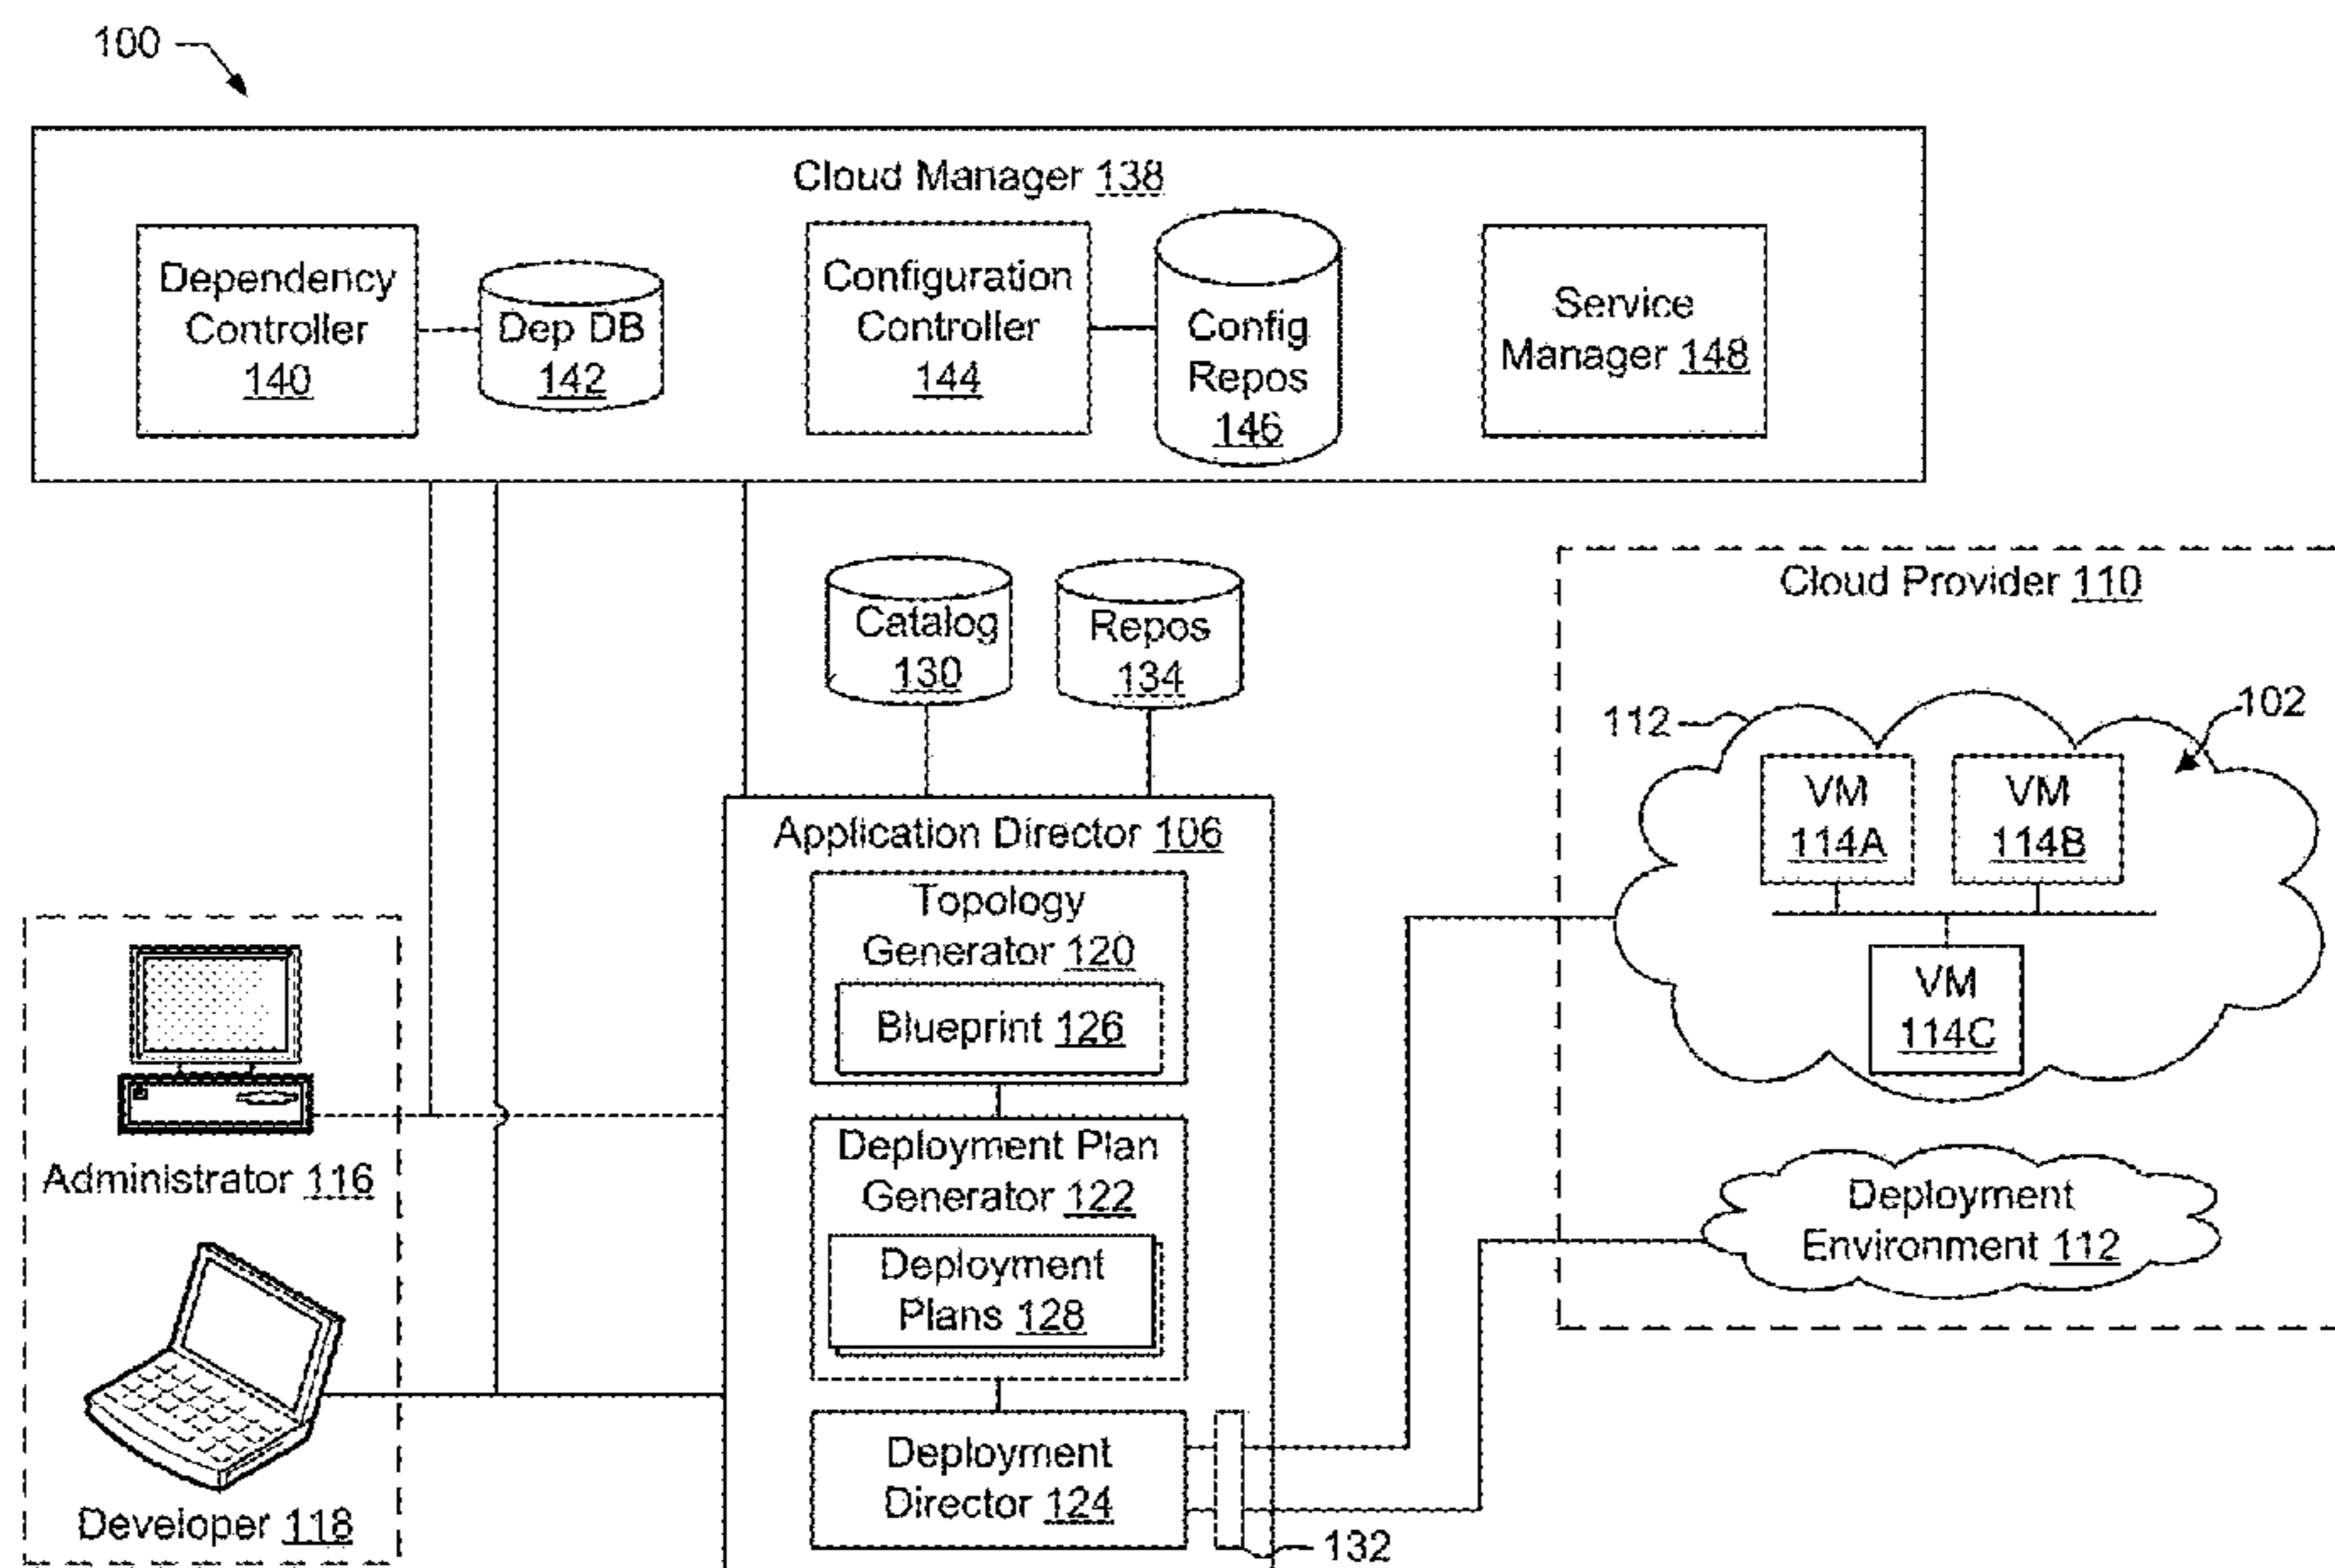 100
Cloud Manager 138
Dependency
Controller
140
Dep DB
142
Configuration
Controller
144
Config
Repos
146
Service
Manager 148
Catalog
130
Repos
134
Cloud Provider 110
112
102
VM
114A
VM
114B
VM
114C
Deployment
Environment 112
Application Director 106
Topology
Generator 120
Blueprint 126
Deployment Plan
Generator 122
Deployment
Plans 128
Deployment
Director 124
132
Administrator 116
Developer 118